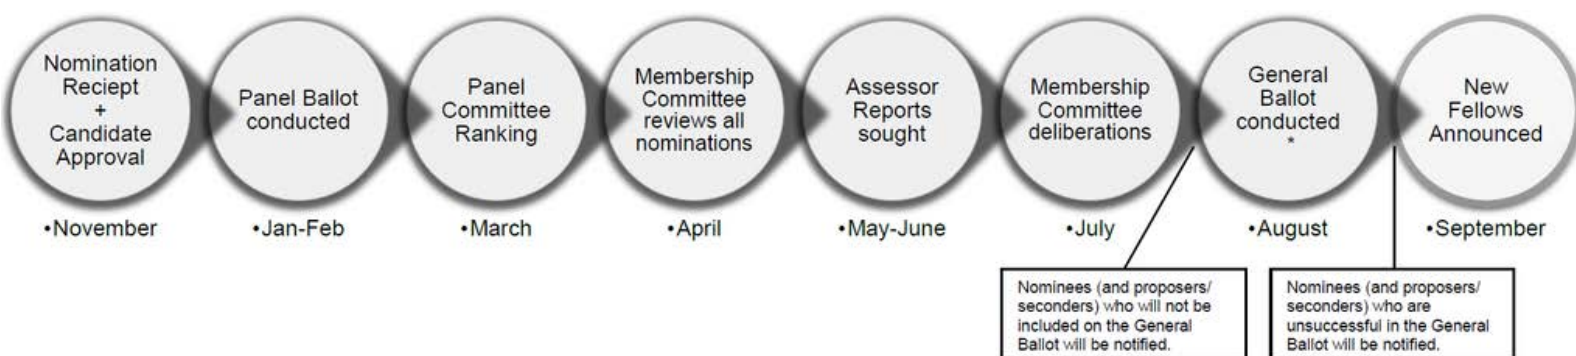 Nomination
Reciept
+
Candidate
Approval
•November
Panel Ballot
conducted
•Jan-Feb
Panel
Committee
Ranking
•March
Membership
Committee
reviews all
nominations
•April
Assessor
Reports
sought
•May-June
Membership
Committee
deliberations
•July
General
Ballot
conducted
*
•August
New
Fellows
Announced
•September
Nominees (and proposers/
seconders) who will not be
included on the General
Ballot will be notified.
Nominees (and proposers/
seconders) who are
unsuccessful in the General
Ballot will be notified.